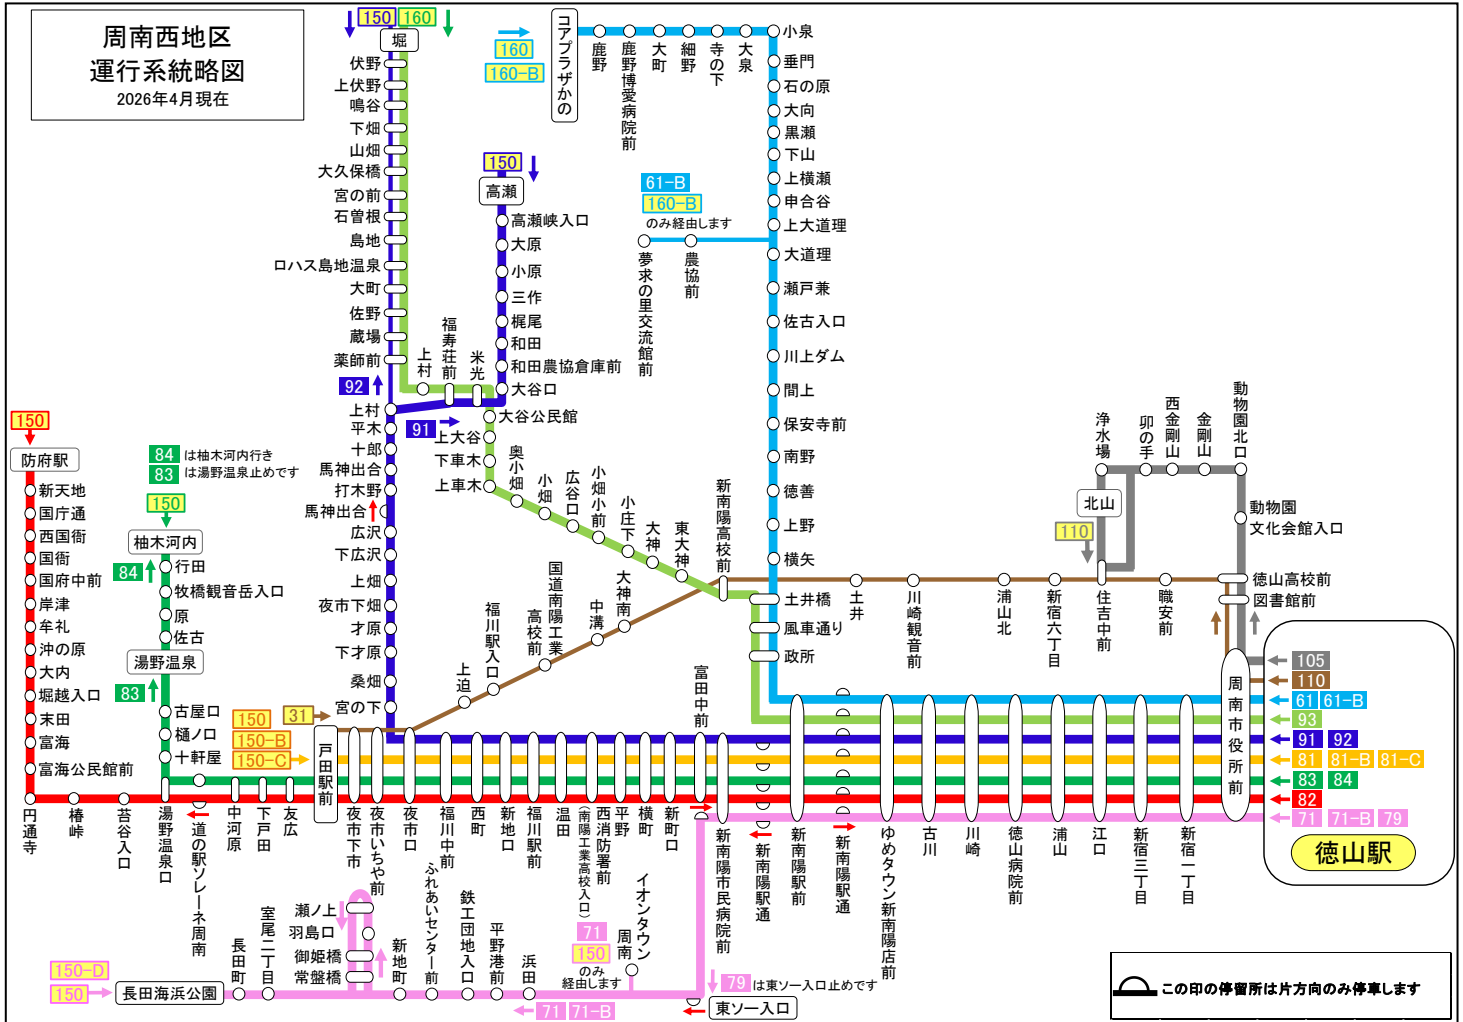 周南西地区
運行系統略図
2026年4月現在
150
160
堀
伏野
上伏野
鳴谷
下畑
山畑
大久保橋
宮の前
石曽根
島地
ロハス島地温泉
大町
佐野
蔵場
薬師前
92
上村
平木
十郎
馬神出合
打木野
馬神出合
広沢
下広沢
上畑
夜市下畑
才原
下才原
桑畑
宮の下
上村
福寿荘前
米光
91
150
高瀬
高瀬峡入口
大原
小原
三作
梶尾
和田
和田農協倉庫前
大谷口
大谷公民館
上大谷
下車木
上車木
奥小畑
小畑
広谷口
小畑小前
小庄下
大神
東大神
新南陽高校前
160
160-B
コアプラザかの
鹿野
鹿野博愛病院前
大町
細野
寺の下
大泉
小泉
垂門
石の原
大向
黒瀬
下山
上横瀬
申合谷
上大道理
大道理
瀬戸兼
佐古入口
川上ダム
間上
保安寺前
南野
徳善
上野
横矢
土井橋
風車通り
政所
61-B
160-B
のみ経由します
夢求の里交流館前
農協前
浄水場
卯の手
西金剛山
金剛山
動物園北口
北山
110
動物園
文化会館入口
徳山高校前
図書館前
土井
川崎観音前
浦山北
新宿六丁目
住吉中前
職安前
150
防府駅
新天地
国庁通
西国衙
国衙
国府中前
岸津
牟礼
沖の原
大内
堀越入口
末田
富海
富海公民館前
円通寺
椿峠
苔谷入口
湯野温泉口
道の駅ソレーネ周南
中河原
下戸田
友広
84 は柚木河内行き
83 は湯野温泉止めです
150
柚木河内
84
行田
牧橋観音岳入口
原
佐古
湯野温泉
83
古屋口
樋ノ口
十軒屋
150
150-B
150-C
31
戸田駅前
上迫
福川駅入口
国道南陽工業
高校前
中溝
大神南
富田中前
夜市下市
夜市いちや前
夜市口
福川中前
西町
新地口
福川駅前
温田
西消防署前
(南陽工業高校入口)
平野
横町
新町口
新南陽市民病院前
新南陽駅通
新南陽駅前
新南陽駅通
ゆめタウン新南陽店前
古川
川崎
徳山病院前
浦山
江口
新宿三丁目
新宿一丁目
周南市役所前
105
110
61 61-B
93
91 92
81 81-B 81-C
83 84
82
71 71-B 79
徳山駅
150-D
150
長田海浜公園
長田町
室尾二丁目
瀬ノ上
羽島口
御姫橋
常盤橋
新地町
ふれあいセンター前
鉄工団地入口
平野港前
浜田
71
150
のみ
経由します
イオンタウン
周南
71 71-B
79 は東ソー入口止めです
東ソー入口
この印の停留所は片方向のみ停車します